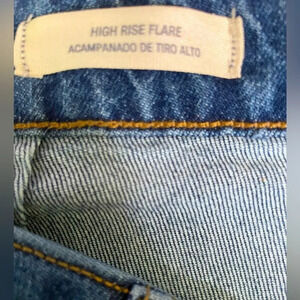 HIGH RISE FLARE
ACAMPANADO DE TIRO ALTO